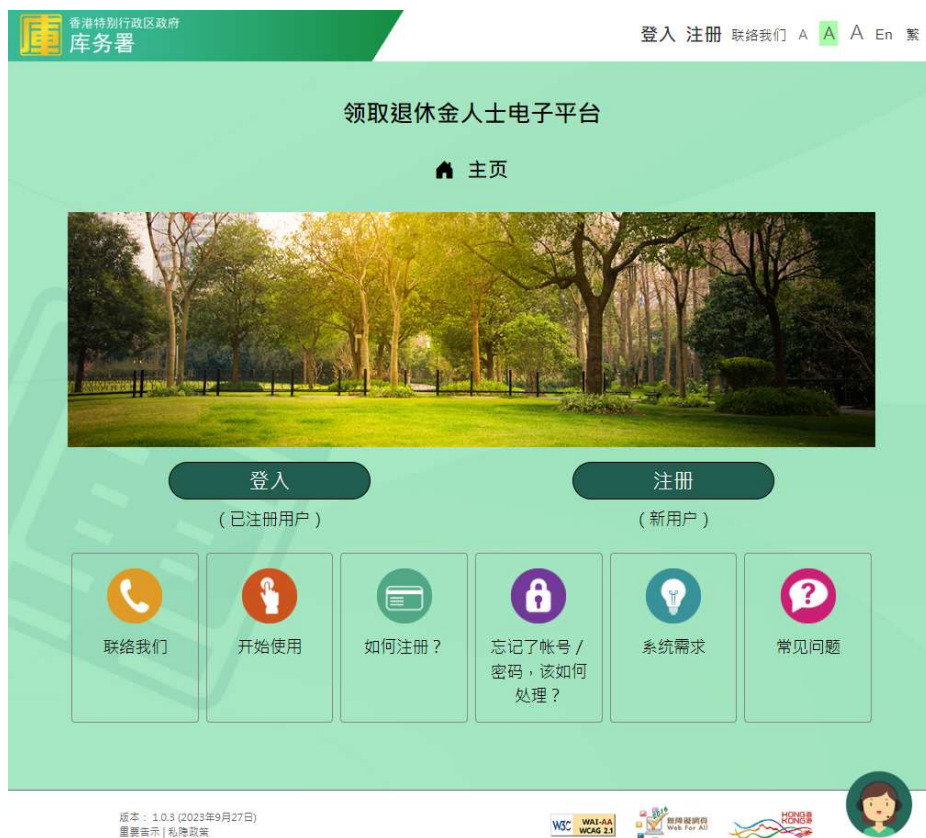 庫
香港特别行政区政府
库务署
登入 注册 联络我们 A A A En 繁
领取退休金人士电子平台
主页
登入
(已注册用户)
注册
(新用户)
联络我们
开始使用
如何注册？
忘记了帐号 /
密码，该如何
处理？
系统需求
常见问题
版本： 1.0.3 (2023年9月27日)
重要告示 | 私隐政策
W3C WAI-AA
WCAG 2.1
無障礙網頁
Web For All
HONG
KONG